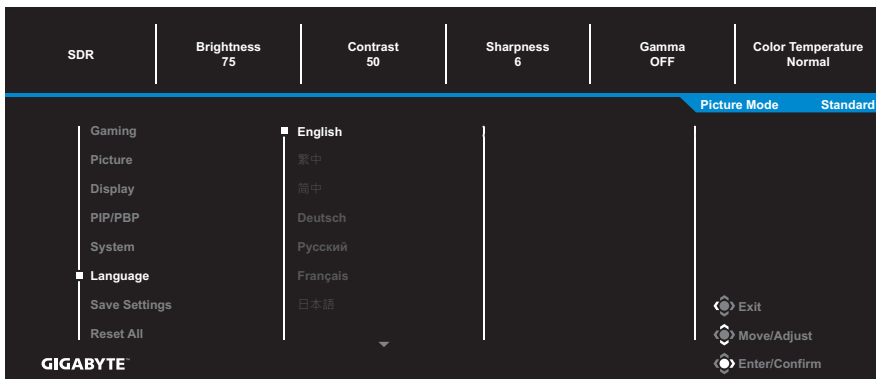 SDR
Brightness
75
Contrast
50
Sharpness
6
Gamma
OFF
Color Temperature
Normal
Picture Mode Standard
Gaming
Picture
Display
PIP/PBP
System
Language
Save Settings
Reset All
English
繁中
简中
Deutsch
Русский
Français
日本語
Exit
Move/Adjust
Enter/Confirm
GIGABYTE™